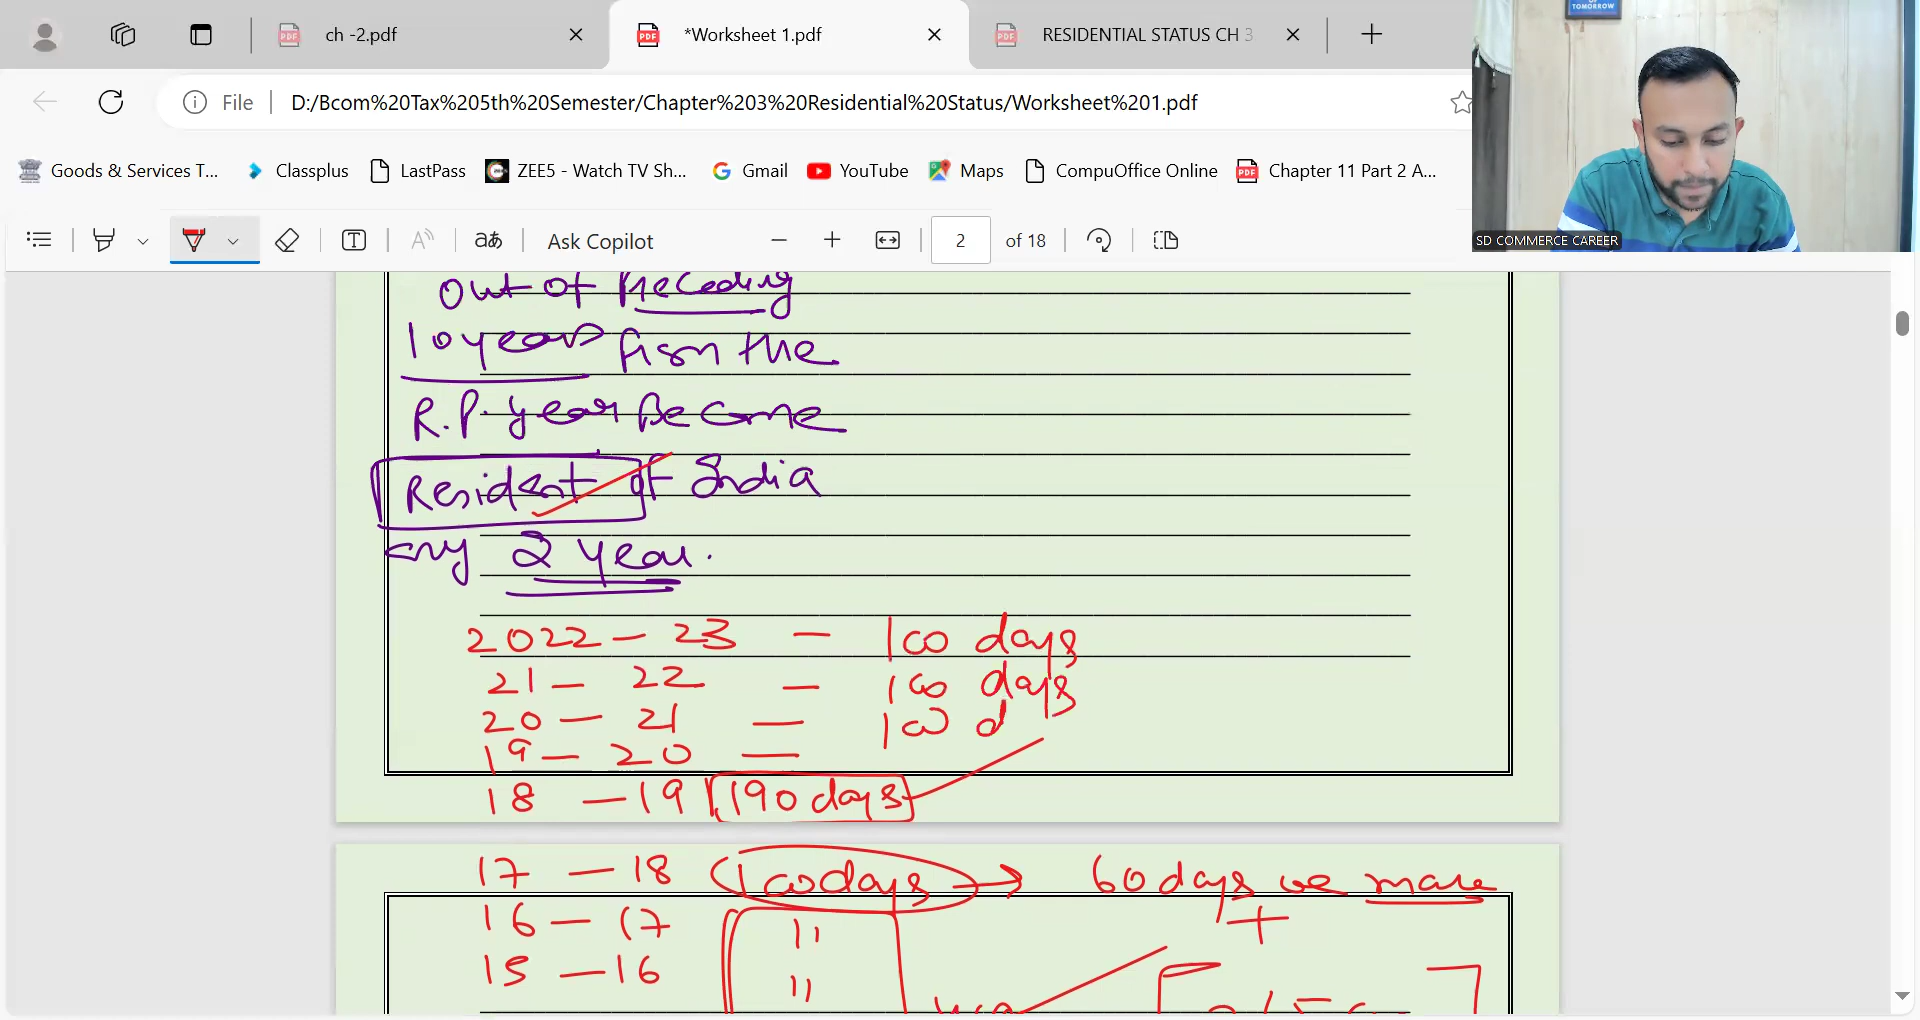 TOMORROW
ch -2.pdf
*Worksheet 1.pdf
RESIDENTIAL STATUS CH 3
File
D:/Bcom%20Tax%205th%20Semester/Chapter%203%20Residential%20Status/Worksheet%201.pdf
Goods & Services T...
Classplus
LastPass
ZEE5 - Watch TV Sh...
Gmail
YouTube
Maps
CompuOffice Online
Chapter 11 Part 2 A...
Ask Copilot
2 of 18
SD COMMERCE CAREER
out of preceding
10 years from the
R.P. year Become
Resident of India
any 2 year.
2022 - 23 - 100 days
21 - 22 - 100 days
20 - 21 - 100 d
19 - 20 -
18 - 19 190 days
17 - 18 100 days → 60 days we more
16 - 17 " +
15 - 16 "